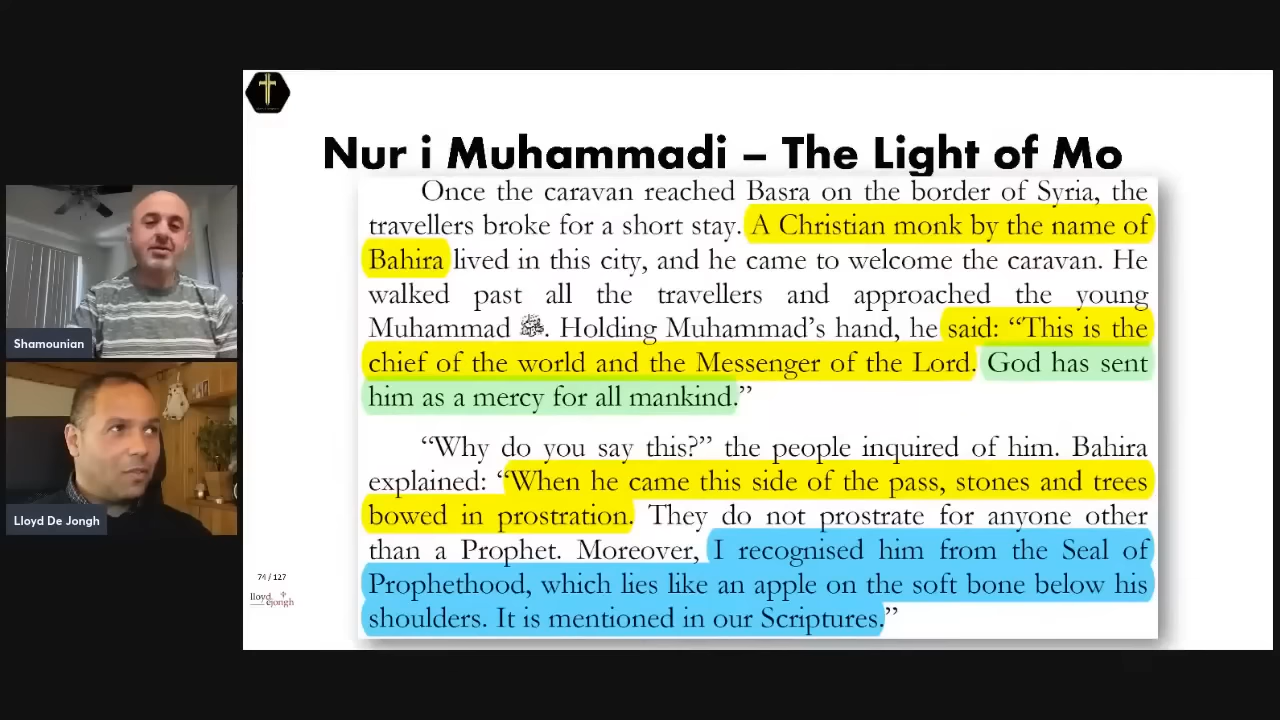 Nur i Muhammadi – The Light of Mo
Once the caravan reached Basra on the border of Syria, the
travellers broke for a short stay. A Christian monk by the name of
Bahira lived in this city, and he came to welcome the caravan. He
walked past all the travellers and approached the young
Muhammad ﷺ. Holding Muhammad’s hand, he said: “This is the
chief of the world and the Messenger of the Lord. God has sent
him as a mercy for all mankind.”
“Why do you say this?” the people inquired of him. Bahira
explained: “When he came this side of the pass, stones and trees
bowed in prostration. They do not prostrate for anyone other
than a Prophet. Moreover, I recognised him from the Seal of
Prophethood, which lies like an apple on the soft bone below his
shoulders. It is mentioned in our Scriptures.”
Shamounian
Lloyd De Jongh
74 / 127
lloyd
dejongh